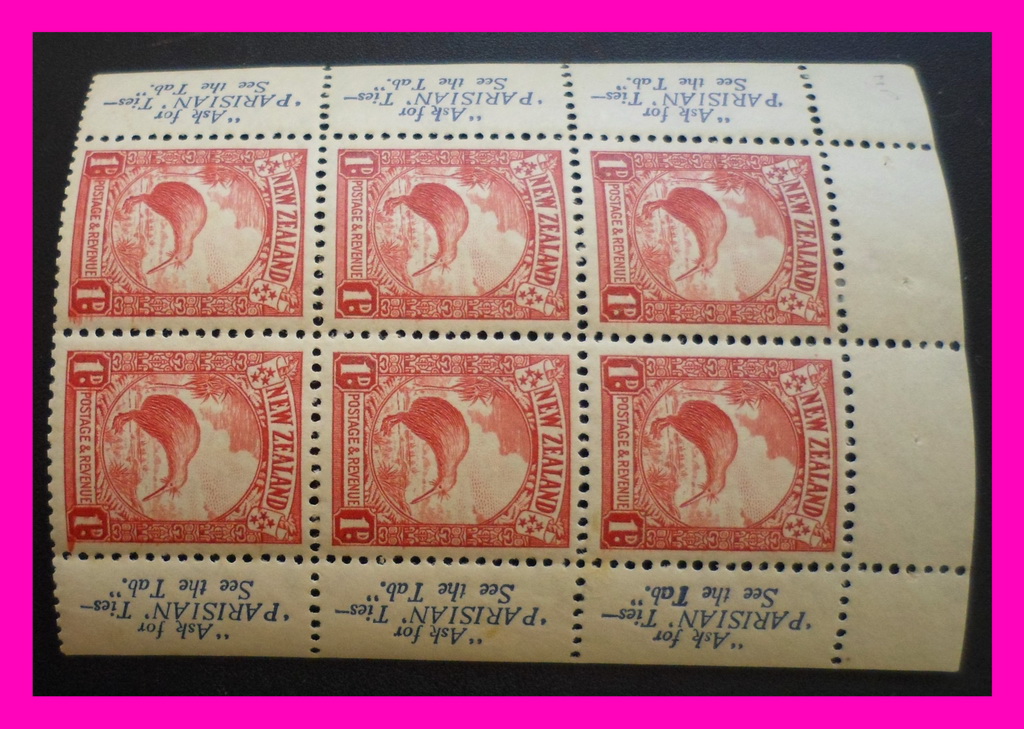 “Ask for
‘PARISIAN’ Ties—
See the Tab.”
“Ask for
‘PARISIAN’ Ties—
See the Tab.”
“Ask for
‘PARISIAN’ Ties—
See the Tab.”
NEW ZEALAND
1D.
POSTAGE & REVENUE
1D.
NEW ZEALAND
1D.
POSTAGE & REVENUE
1D.
NEW ZEALAND
1D.
POSTAGE & REVENUE
1D.
NEW ZEALAND
1D.
POSTAGE & REVENUE
1D.
NEW ZEALAND
1D.
POSTAGE & REVENUE
1D.
NEW ZEALAND
1D.
POSTAGE & REVENUE
1D.
“Ask for
‘PARISIAN’ Ties—
See the Tab.”
“Ask for
‘PARISIAN’ Ties—
See the Tab.”
“Ask for
‘PARISIAN’ Ties—
See the Tab.”